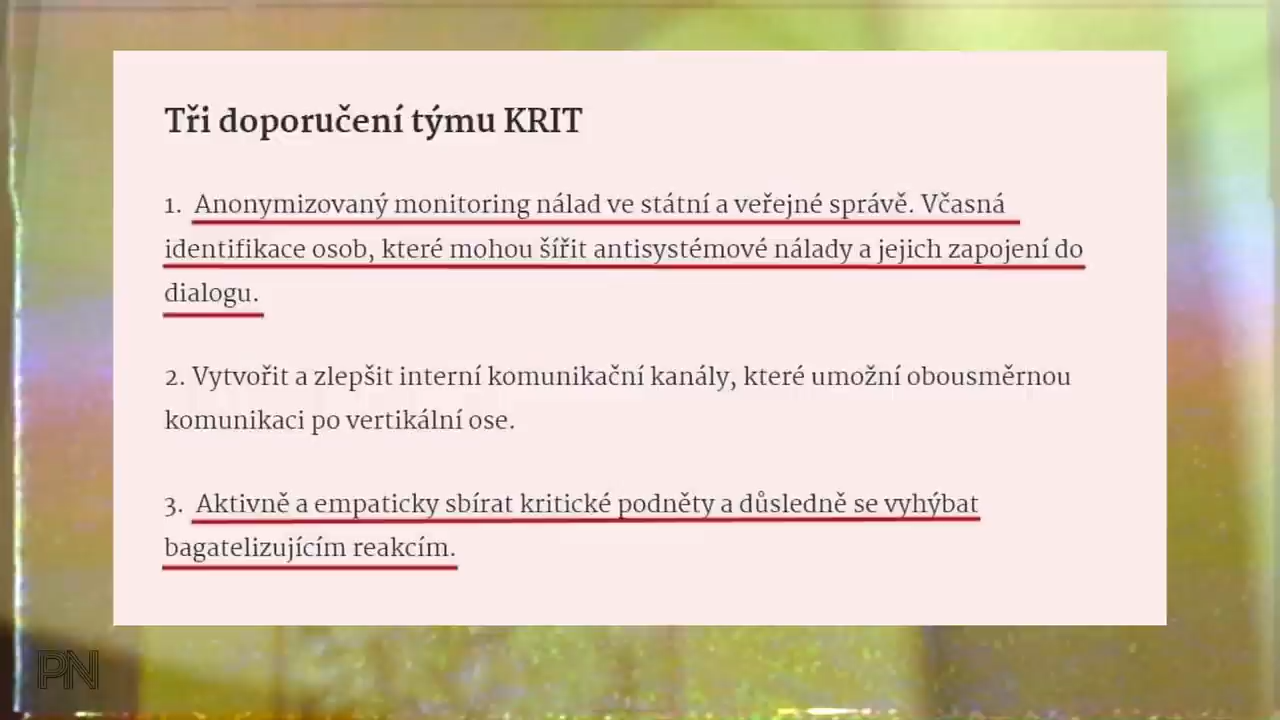 Tři doporučení týmu KRIT
1. Anonymizovaný monitoring nálad ve státní a veřejné správě. Včasná
identifikace osob, které mohou šířit antisystémové nálady a jejich zapojení do
dialogu.
2. Vytvořit a zlepšit interní komunikační kanály, které umožní obousměrnou
komunikaci po vertikální ose.
3. Aktivně a empaticky sbírat kritické podněty a důsledně se vyhýbat
bagatelizujícím reakcím.
PN